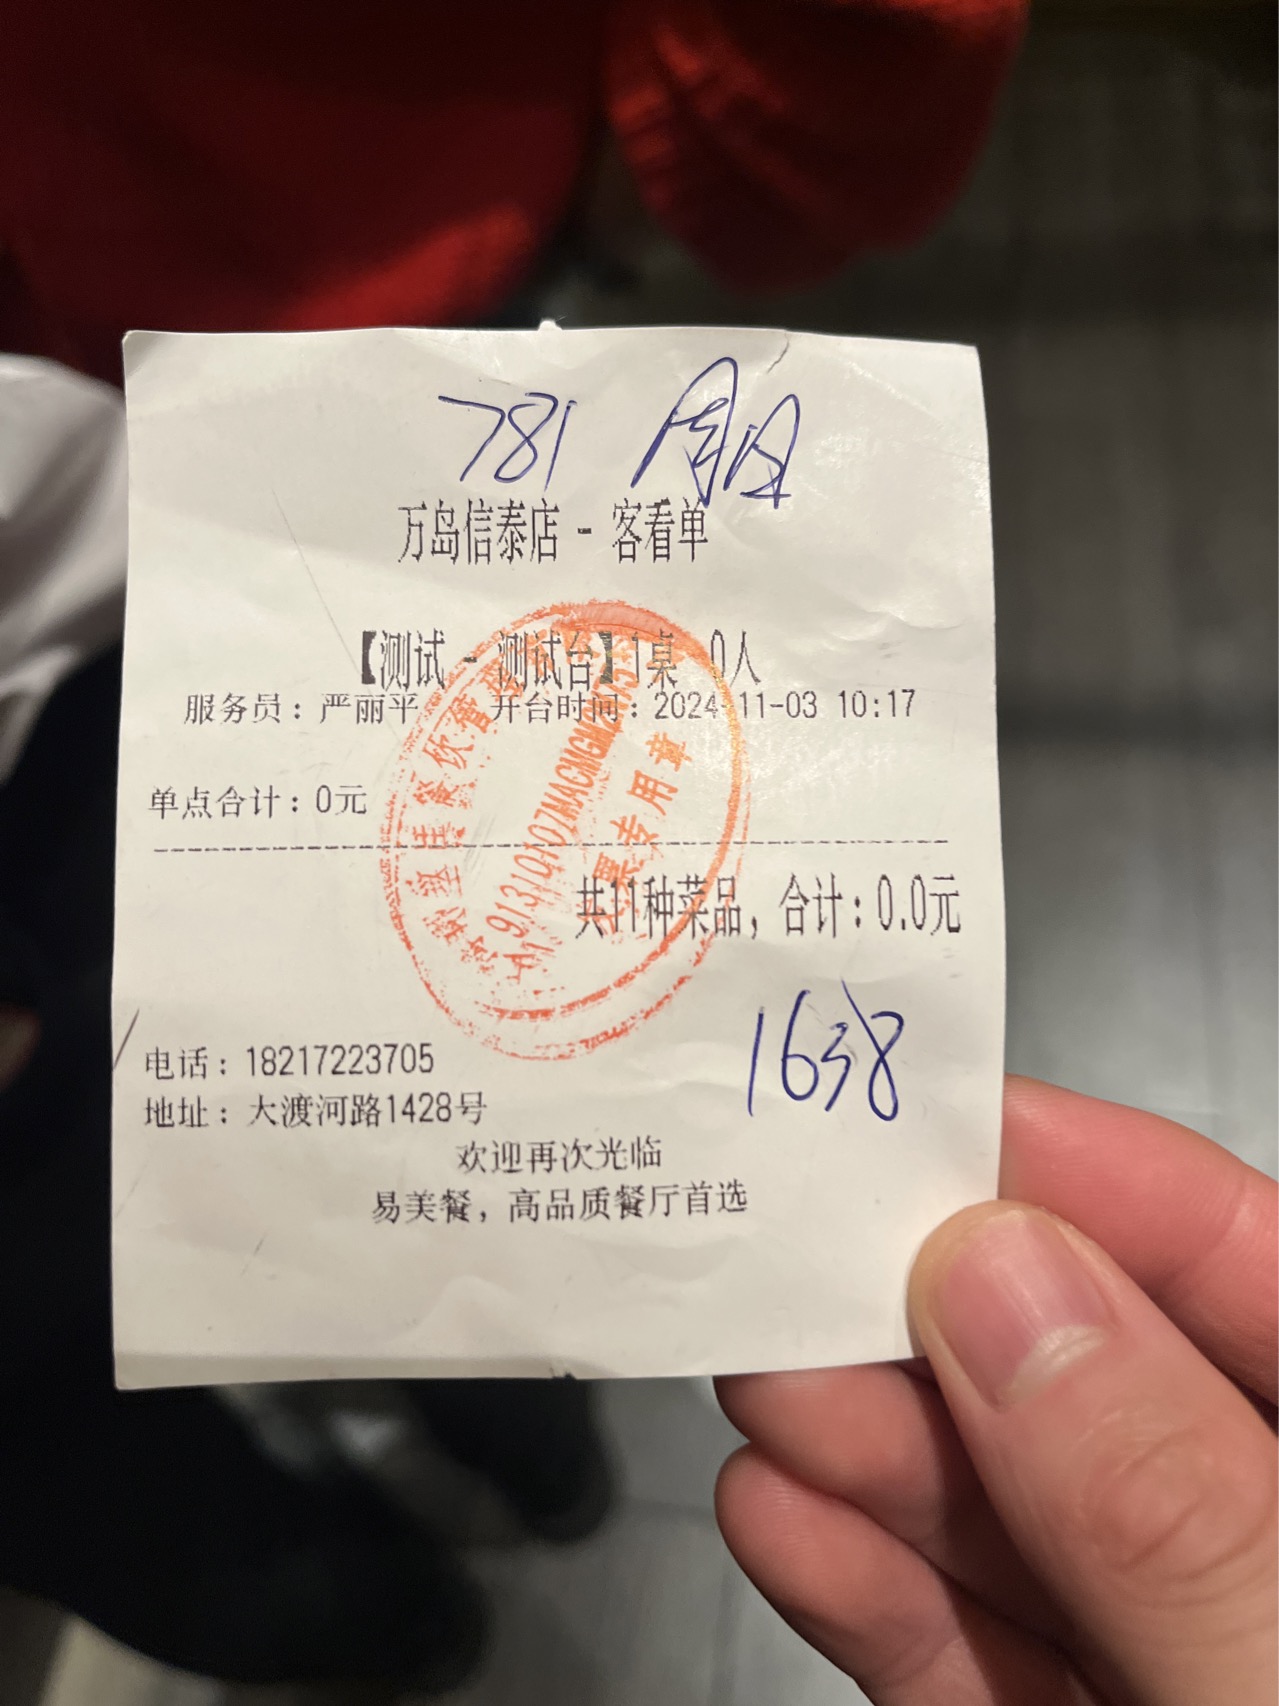 781
万岛信泰店 - 客看单
【测试 - 测试台】1桌 0人
服务员：严丽平 开台时间：2024-11-03 10:17
单点合计：0元
共11种菜品，合计：0.0元
1638
电话：18217223705
地址：大渡河路1428号
欢迎再次光临
易美餐，高品质餐厅首选
专用章